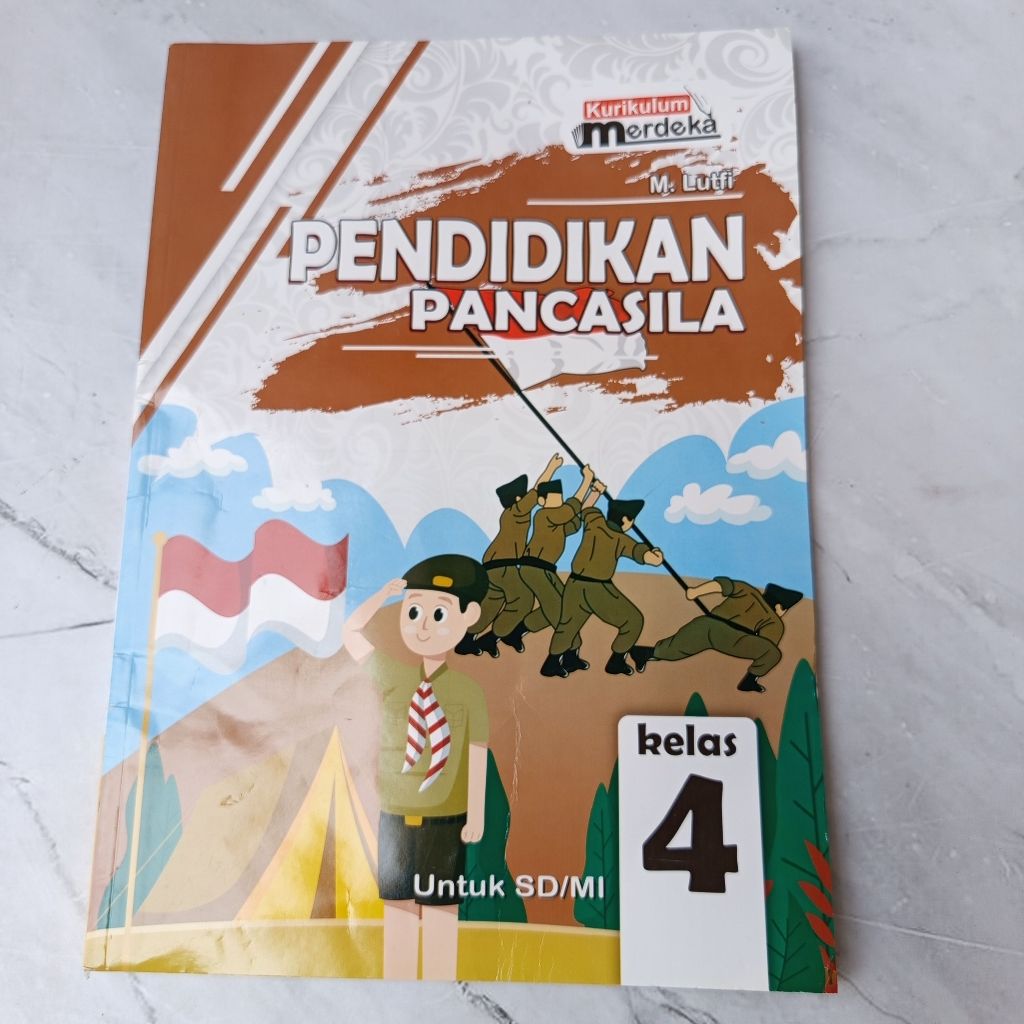 Kurikulum
merdeka
M. Lutfi
PENDIDIKAN
PANCASILA
kelas
4
Untuk SD/MI